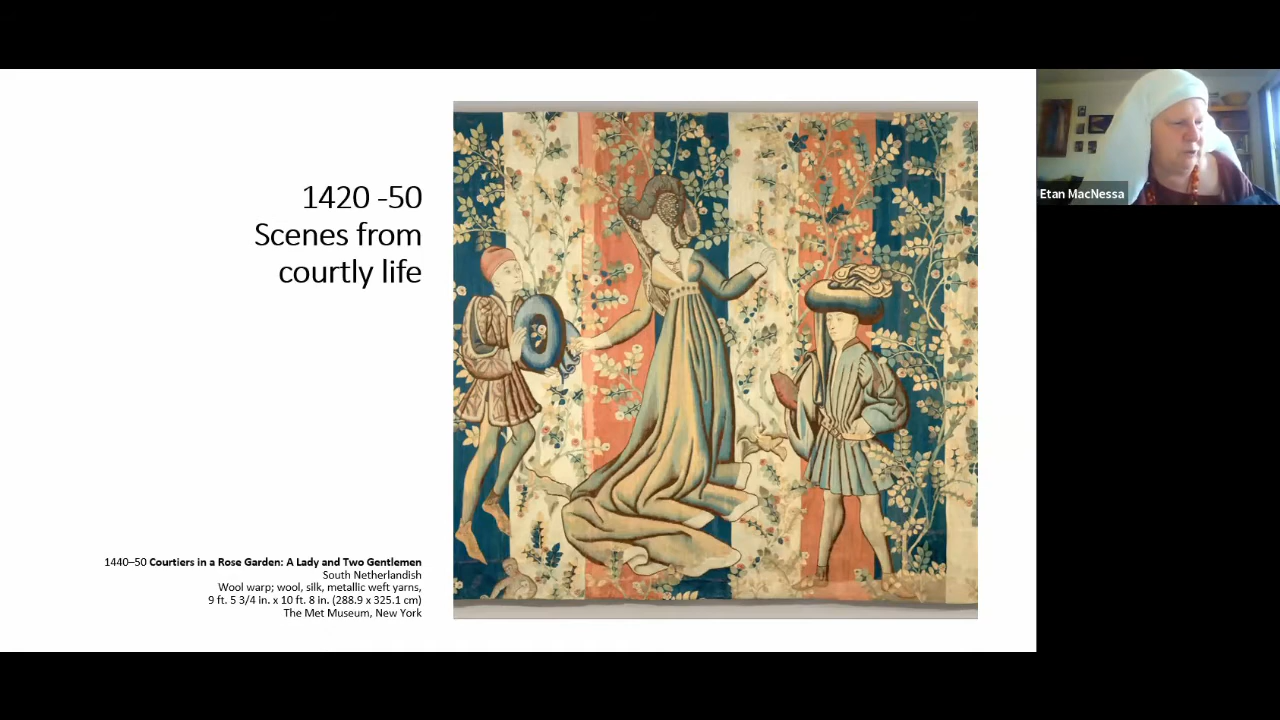 1420 -50
Scenes from
courtly life
1440–50 Courtiers in a Rose Garden: A Lady and Two Gentlemen
South Netherlandish
Wool warp; wool, silk, metallic weft yarns,
9 ft. 5 3/4 in. x 10 ft. 8 in. (288.9 x 325.1 cm)
The Met Museum, New York
Etan MacNessa